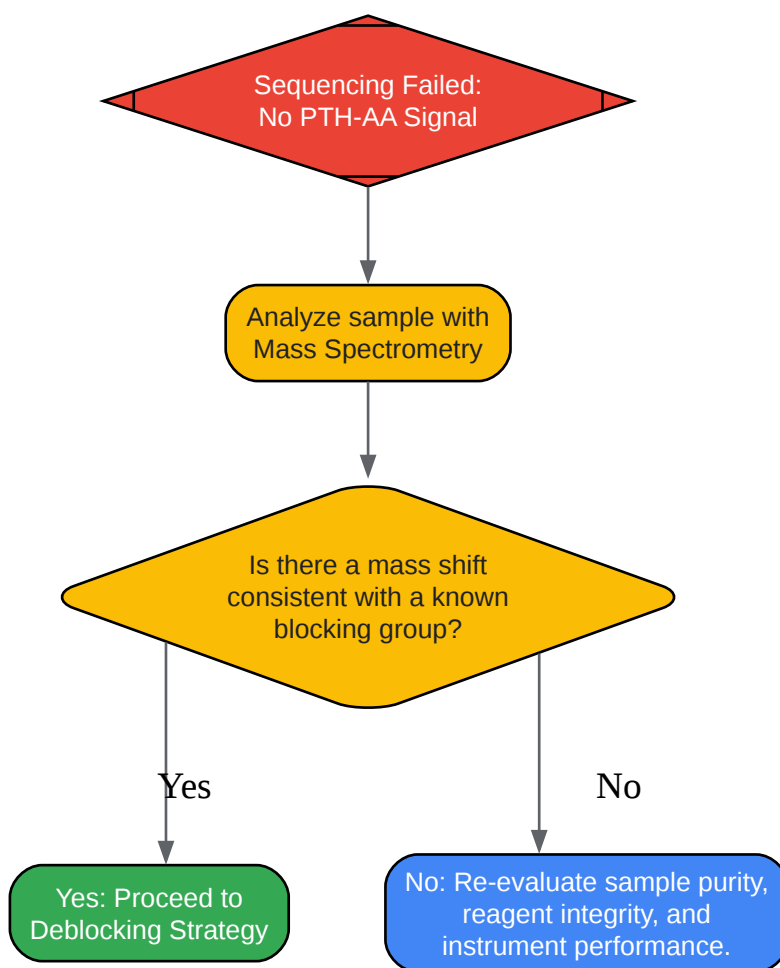 Sequencing Failed:
No PTH-AA Signal
Analyze sample with
Mass Spectrometry
Is there a mass shift
consistent with a known
blocking group?
Yes
No
Yes: Proceed to
Deblocking Strategy
No: Re-evaluate sample purity,
reagent integrity, and
instrument performance.